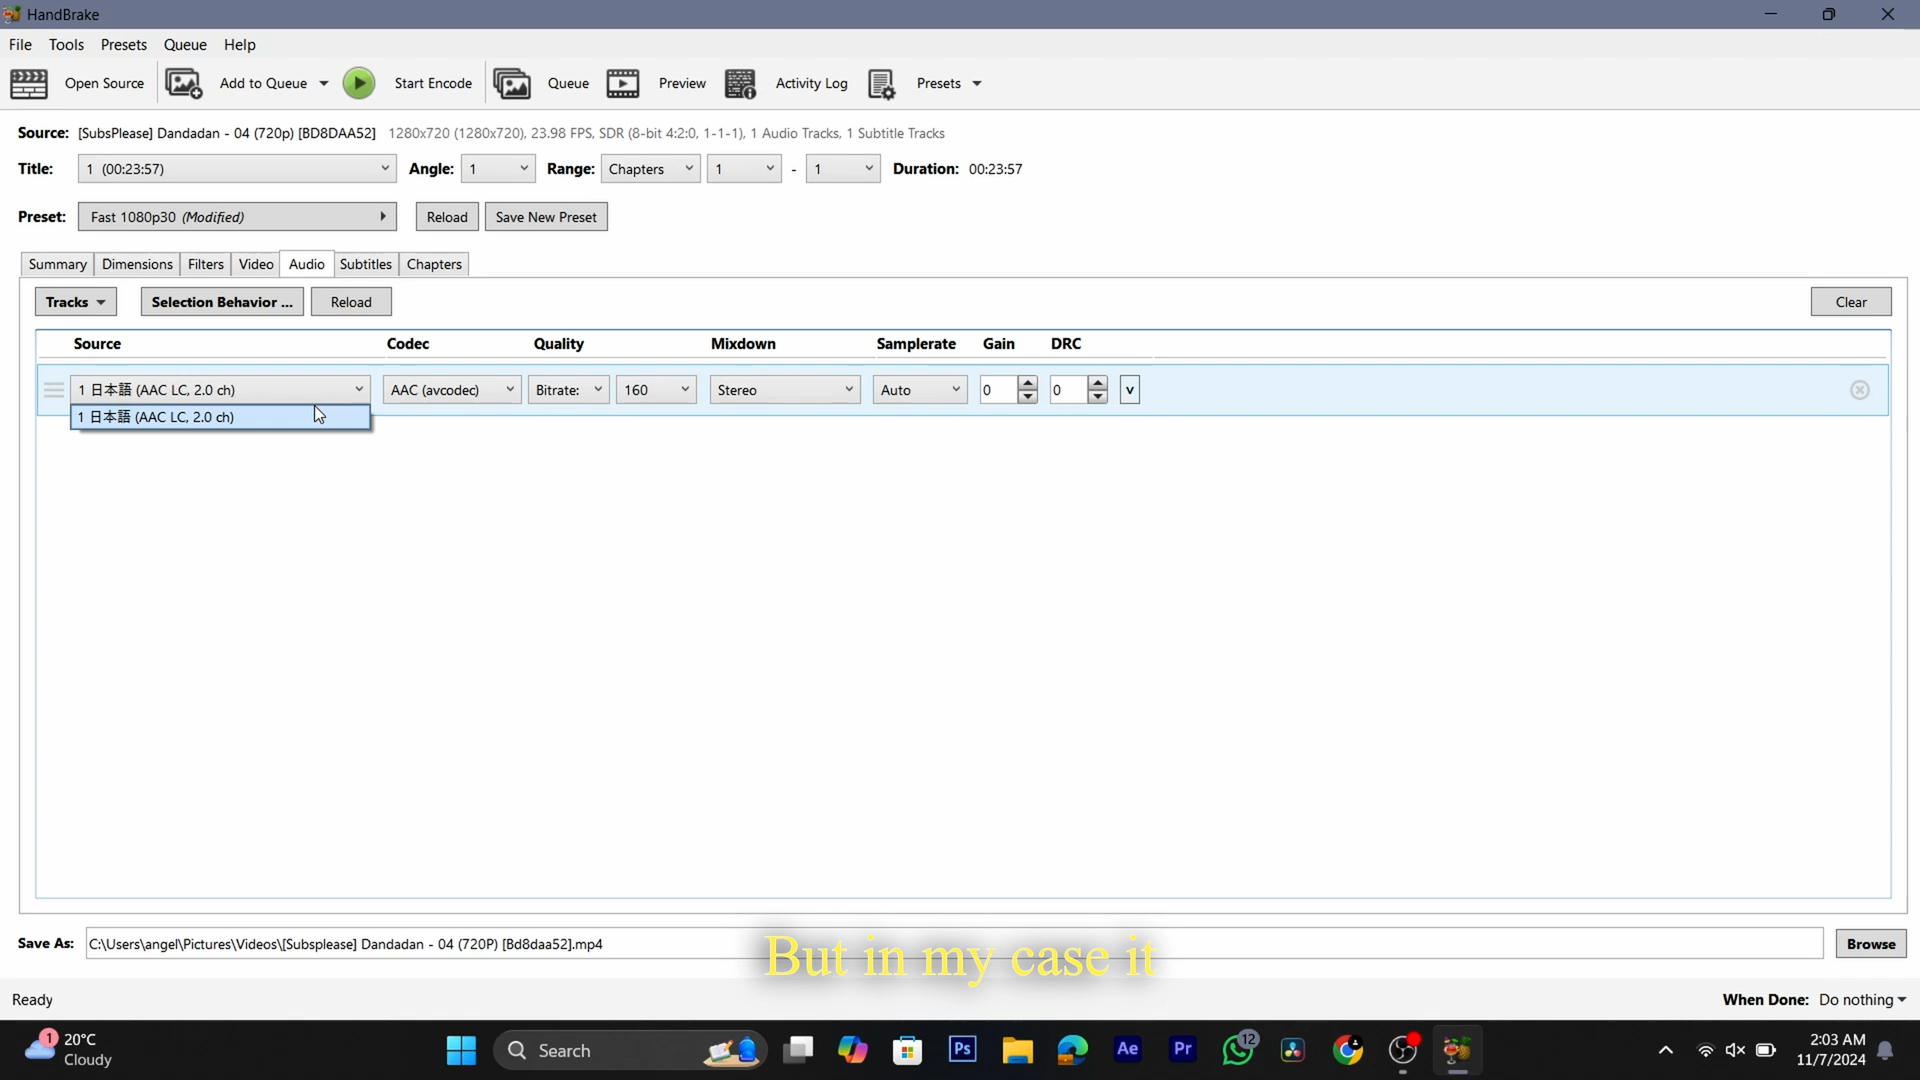 HandBrake
File Tools Presets Queue Help
Open Source Add to Queue Start Encode Queue Preview Activity Log Presets
Source: [SubsPlease] Dandadan - 04 (720p) [BD8DAA52] 1280x720 (1280x720), 23.98 FPS, SDR (8-bit 4:2:0, 1-1-1), 1 Audio Tracks, 1 Subtitle Tracks
Title: 1 (00:23:57) Angle: 1 Range: Chapters 1 - 1 Duration: 00:23:57
Preset: Fast 1080p30 (Modified) Reload Save New Preset
Summary Dimensions Filters Video Audio Subtitles Chapters
Tracks Selection Behavior ... Reload Clear
Source Codec Quality Mixdown Samplerate Gain DRC
1 日本語 (AAC LC, 2.0 ch) AAC (avcodec) Bitrate: 160 Stereo Auto 0 0 v
1 日本語 (AAC LC, 2.0 ch)
Save As: C:\Users\angel\Pictures\Videos\[Subsplease] Dandadan - 04 (720P) [Bd8daa52].mp4 Browse
But in my case it
Ready When Done: Do nothing
1 20°C Search Ps Ae Pr 12 2:03 AM
Cloudy 11/7/2024